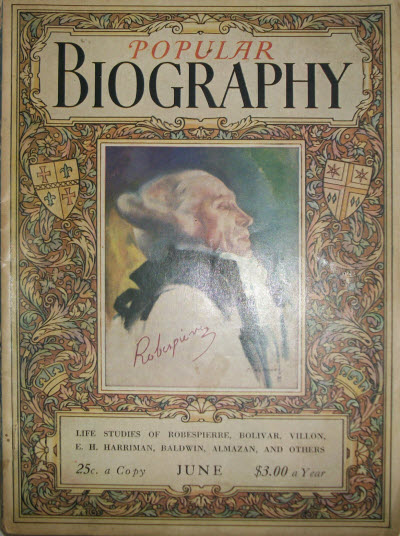 POPULAR
BIOGRAPHY
Robespierre
LIFE STUDIES OF ROBESPIERRE, BOLIVAR, VILLON,
E. H. HARRIMAN, BALDWIN, ALMAZAN, AND OTHERS
25c. a Copy JUNE $3.00 a Year